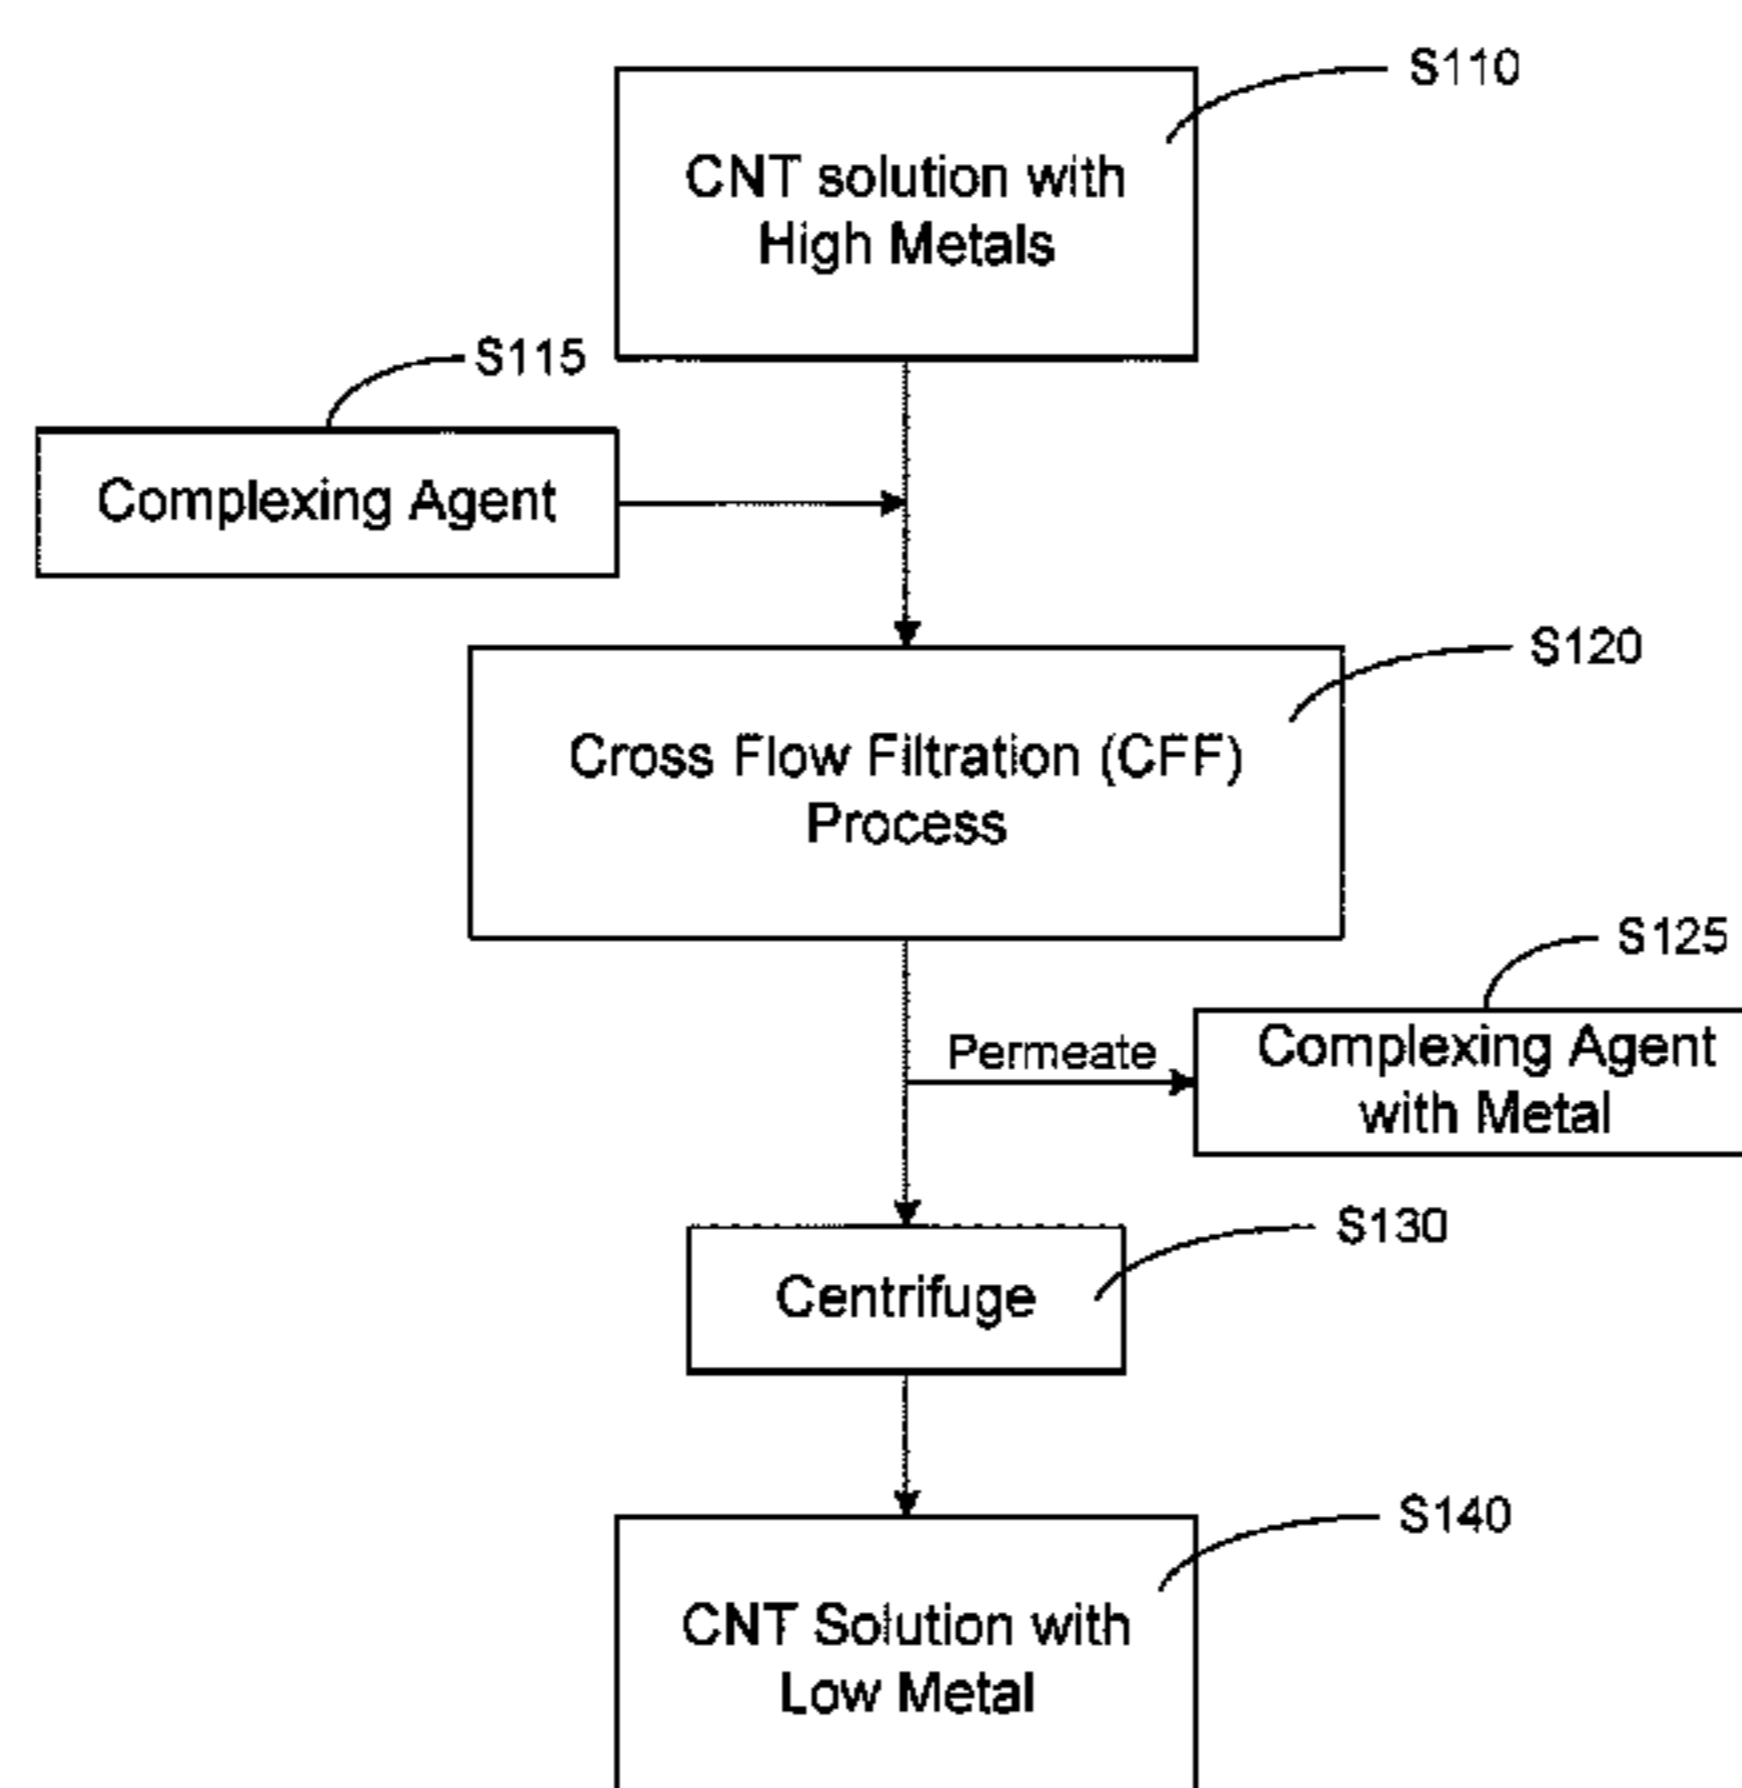 S110
CNT solution with
High Metals
S115
Complexing Agent
S120
Cross Flow Filtration (CFF)
Process
S125
Permeate
Complexing Agent
with Metal
S130
Centrifuge
S140
CNT Solution with
Low Metal